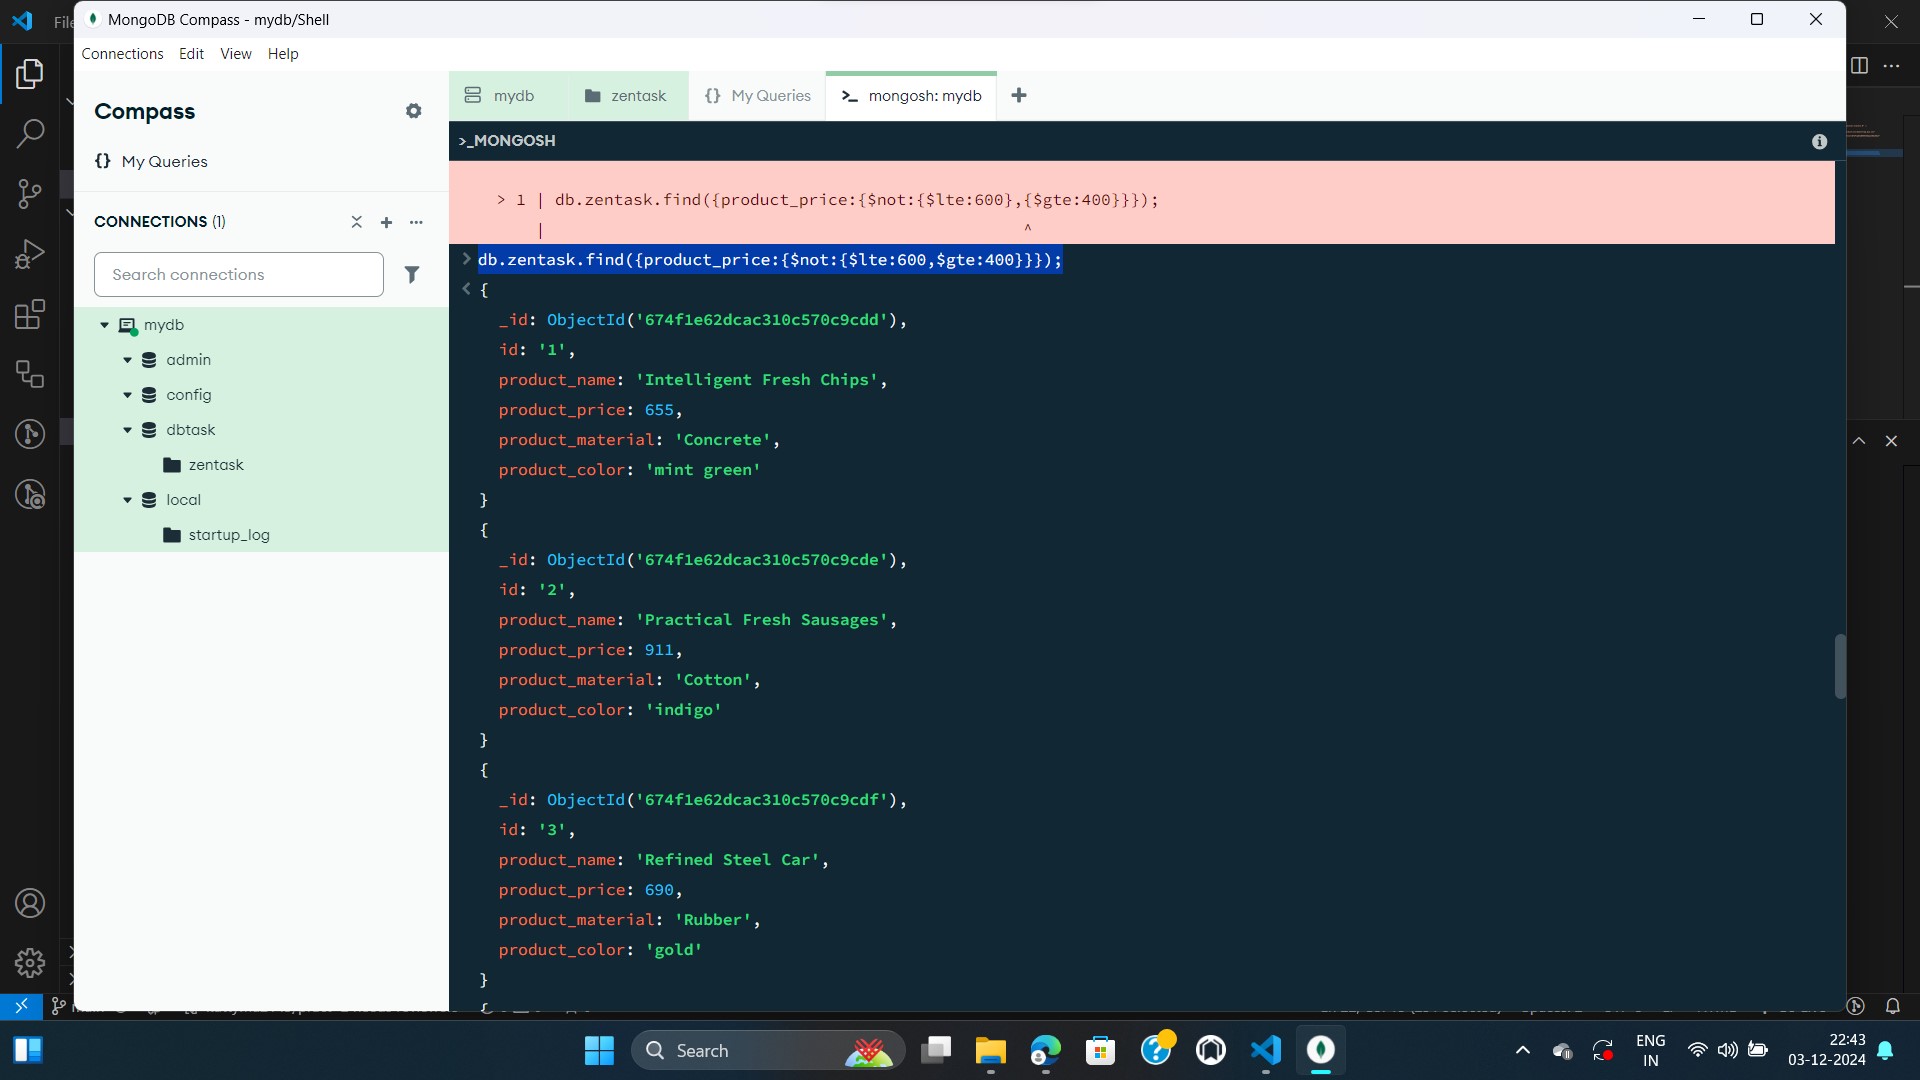 File
MongoDB Compass - mydb/Shell
Connections Edit View Help
Compass
mydb
zentask
{} My Queries
>_ mongosh: mydb
>_MONGOSH
{} My Queries
CONNECTIONS (1)
Search connections
mydb
admin
config
dbtask
zentask
local
startup_log
> 1 | db.zentask.find({product_price:{$not:{$lte:600},{$gte:400}}});
| ^
> db.zentask.find({product_price:{$not:{$lte:600,$gte:400}}});
< {
_id: ObjectId('674f1e62dcac310c570c9cdd'),
id: '1',
product_name: 'Intelligent Fresh Chips',
product_price: 655,
product_material: 'Concrete',
product_color: 'mint green'
}
{
_id: ObjectId('674f1e62dcac310c570c9cde'),
id: '2',
product_name: 'Practical Fresh Sausages',
product_price: 911,
product_material: 'Cotton',
product_color: 'indigo'
}
{
_id: ObjectId('674f1e62dcac310c570c9cdf'),
id: '3',
product_name: 'Refined Steel Car',
product_price: 690,
product_material: 'Rubber',
product_color: 'gold'
}
{
Search
ENG
IN
22:43
03-12-2024